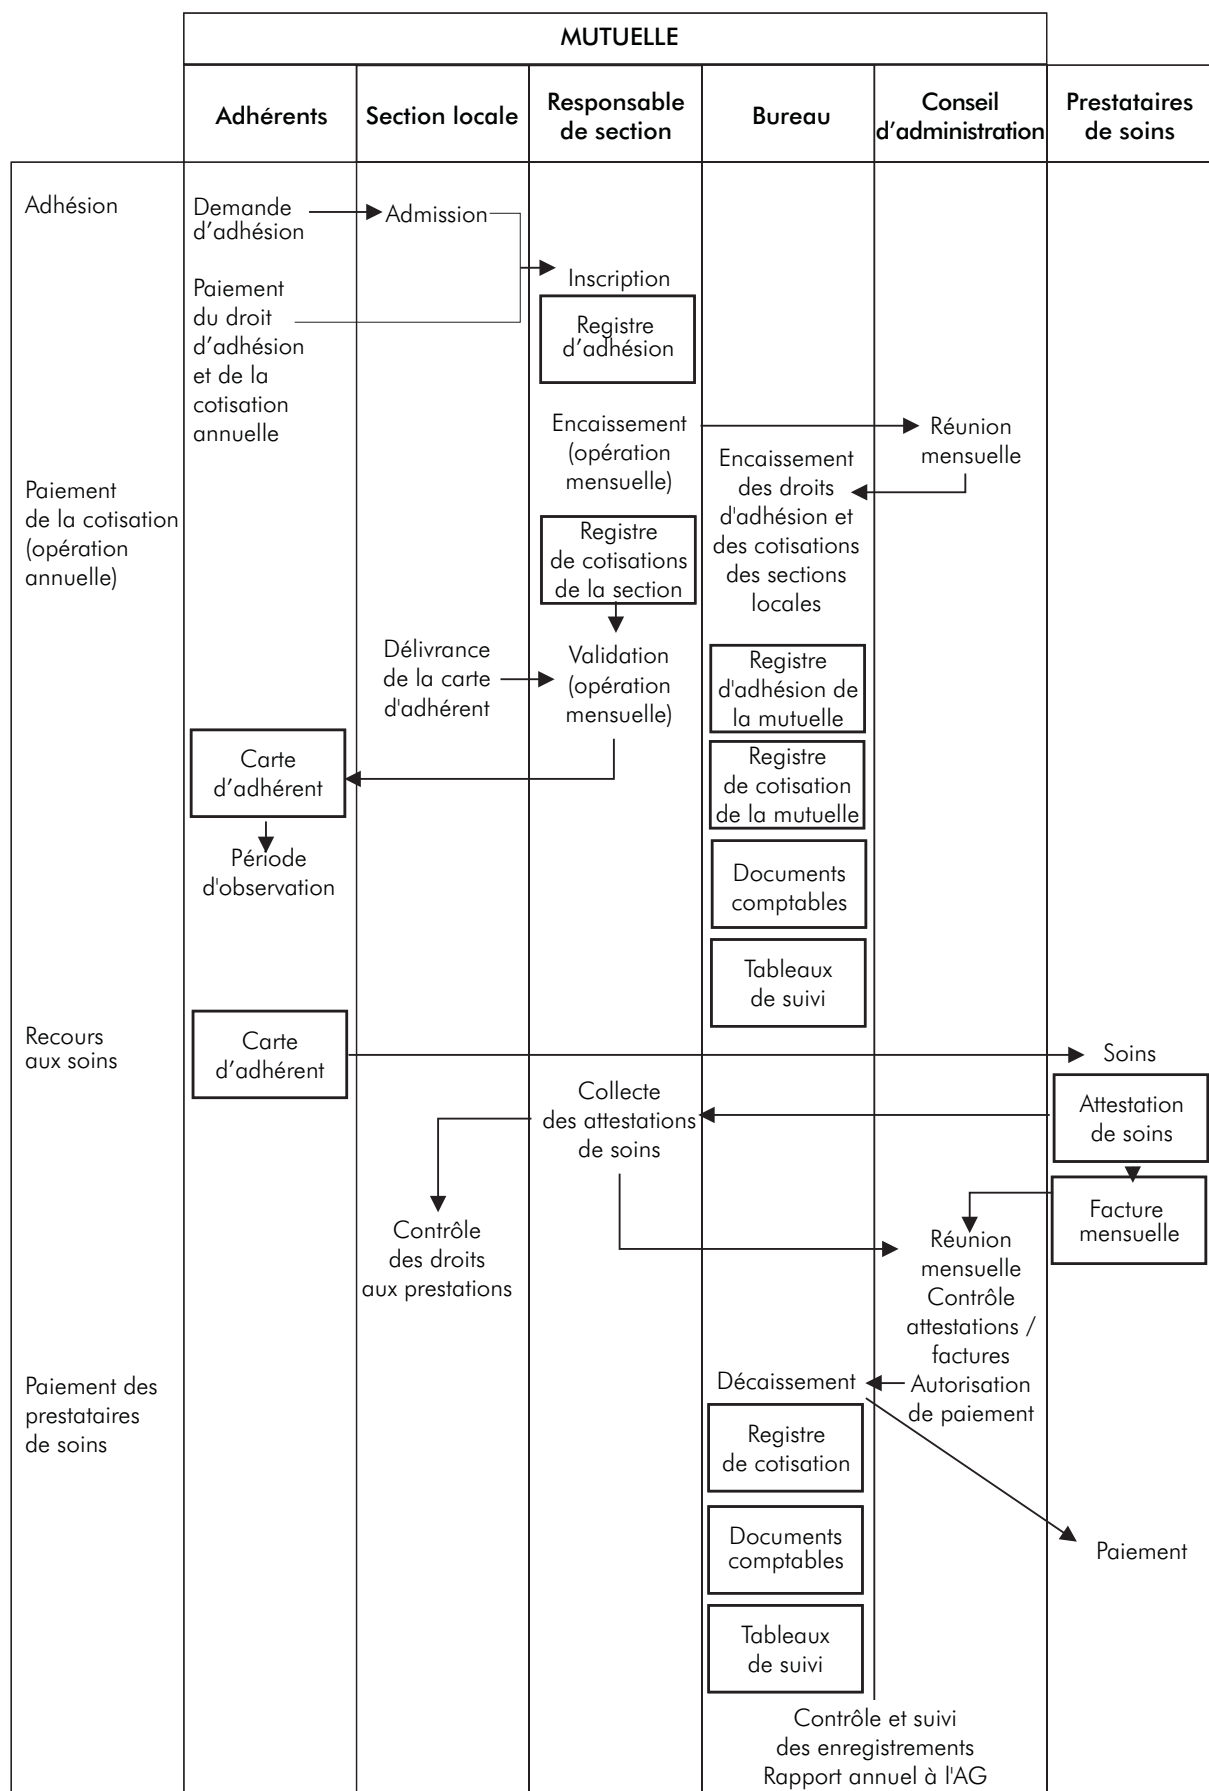 MUTUELLE
Adhérents
Section locale
Responsable
de section
Bureau
Conseil
d'administration
Prestataires
de soins
Adhésion
Demande
d'adhésion
Admission
Paiement
du droit
d'adhésion
et de la
cotisation
annuelle
Inscription
Registre
d'adhésion
Encaissement
(opération
mensuelle)
Réunion
mensuelle
Encaissement
des droits
d'adhésion et
des cotisations
des sections
locales
Paiement
de la cotisation
(opération
annuelle)
Registre
de cotisations
de la section
Délivrance
de la carte
d'adhérent
Validation
(opération
mensuelle)
Registre
d'adhésion de
la mutuelle
Carte
d'adhérent
Registre
de cotisation
de la mutuelle
Période
d'observation
Documents
comptables
Tableaux
de suivi
Recours
aux soins
Carte
d'adhérent
Soins
Collecte
des attestations
de soins
Attestation
de soins
Contrôle
des droits
aux prestations
Facture
mensuelle
Réunion
mensuelle
Contrôle
attestations /
factures
Autorisation
de paiement
Paiement des
prestataires
de soins
Décaissement
Registre
de cotisation
Documents
comptables
Paiement
Tableaux
de suivi
Contrôle et suivi
des enregistrements
Rapport annuel à l'AG